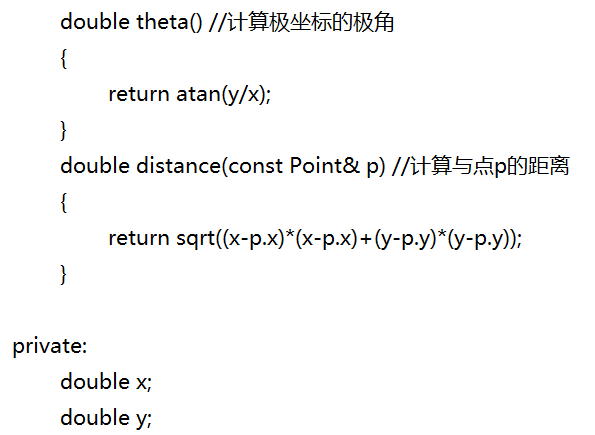 double theta() //计算极坐标的极角
{
return atan(y/x);
}
double distance(const Point& p) //计算与点p的距离
{
return sqrt((x-p.x)*(x-p.x)+(y-p.y)*(y-p.y));
}
private:
double x;
double y;